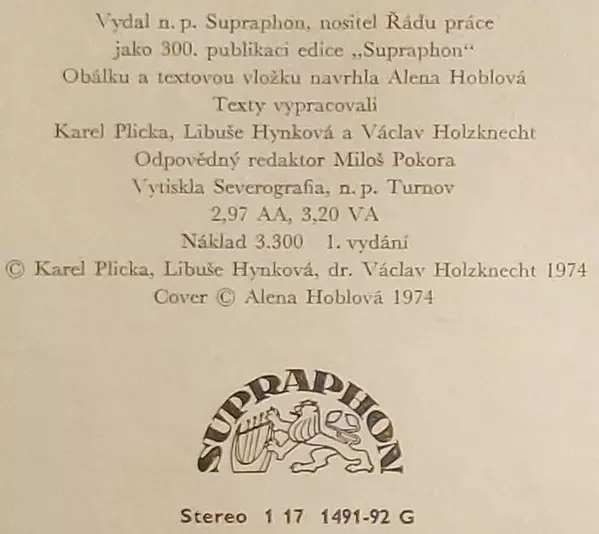 Vydal n. p. Supraphon, nositel Řádu práce
jako 300. publikaci edice „Supraphon“
Obálku a textovou vložku navrhla Alena Hoblová
Texty vypracovali
Karel Plicka, Libuše Hynková a Václav Holzknecht
Odpovědný redaktor Miloš Pokora
Vytiskla Severografia, n. p. Turnov
2,97 AA, 3,20 VA
Náklad 3.300 1. vydání
© Karel Plicka, Libuše Hynková, dr. Václav Holzknecht 1974
Cover © Alena Hoblová 1974
SUPRAPHON
Stereo 1 17 1491-92 G